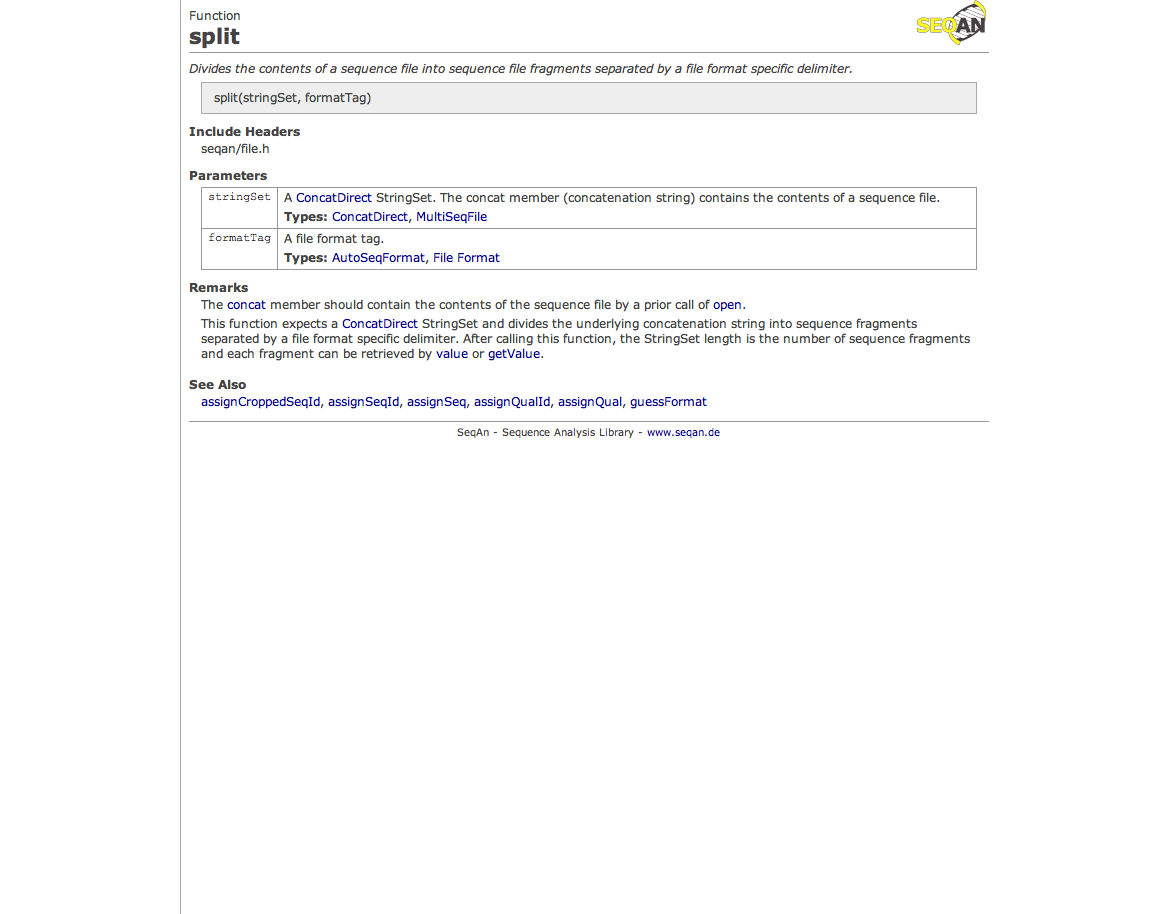 Function
SEQAN
split
Divides the contents of a sequence file into sequence file fragments separated by a file format specific delimiter.
split(stringSet, formatTag)
Include Headers
seqan/file.h
Parameters
stringSet A ConcatDirect StringSet. The concat member (concatenation string) contains the contents of a sequence file.
Types: ConcatDirect, MultiSeqFile
formatTag A file format tag.
Types: AutoSeqFormat, File Format
Remarks
The concat member should contain the contents of the sequence file by a prior call of open.
This function expects a ConcatDirect StringSet and divides the underlying concatenation string into sequence fragments
separated by a file format specific delimiter. After calling this function, the StringSet length is the number of sequence fragments
and each fragment can be retrieved by value or getValue.
See Also
assignCroppedSeqId, assignSeqId, assignSeq, assignQualId, assignQual, guessFormat
SeqAn - Sequence Analysis Library - www.seqan.de